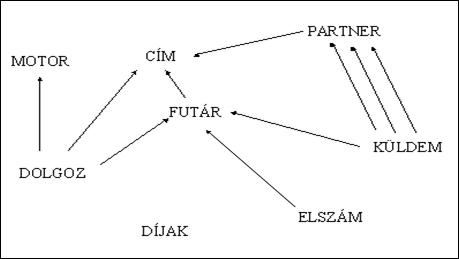 PARTNER
MOTOR
CÍM
FUTÁR
KÜLDEM
DOLGOZ
ELSZÁM
DÍJAK